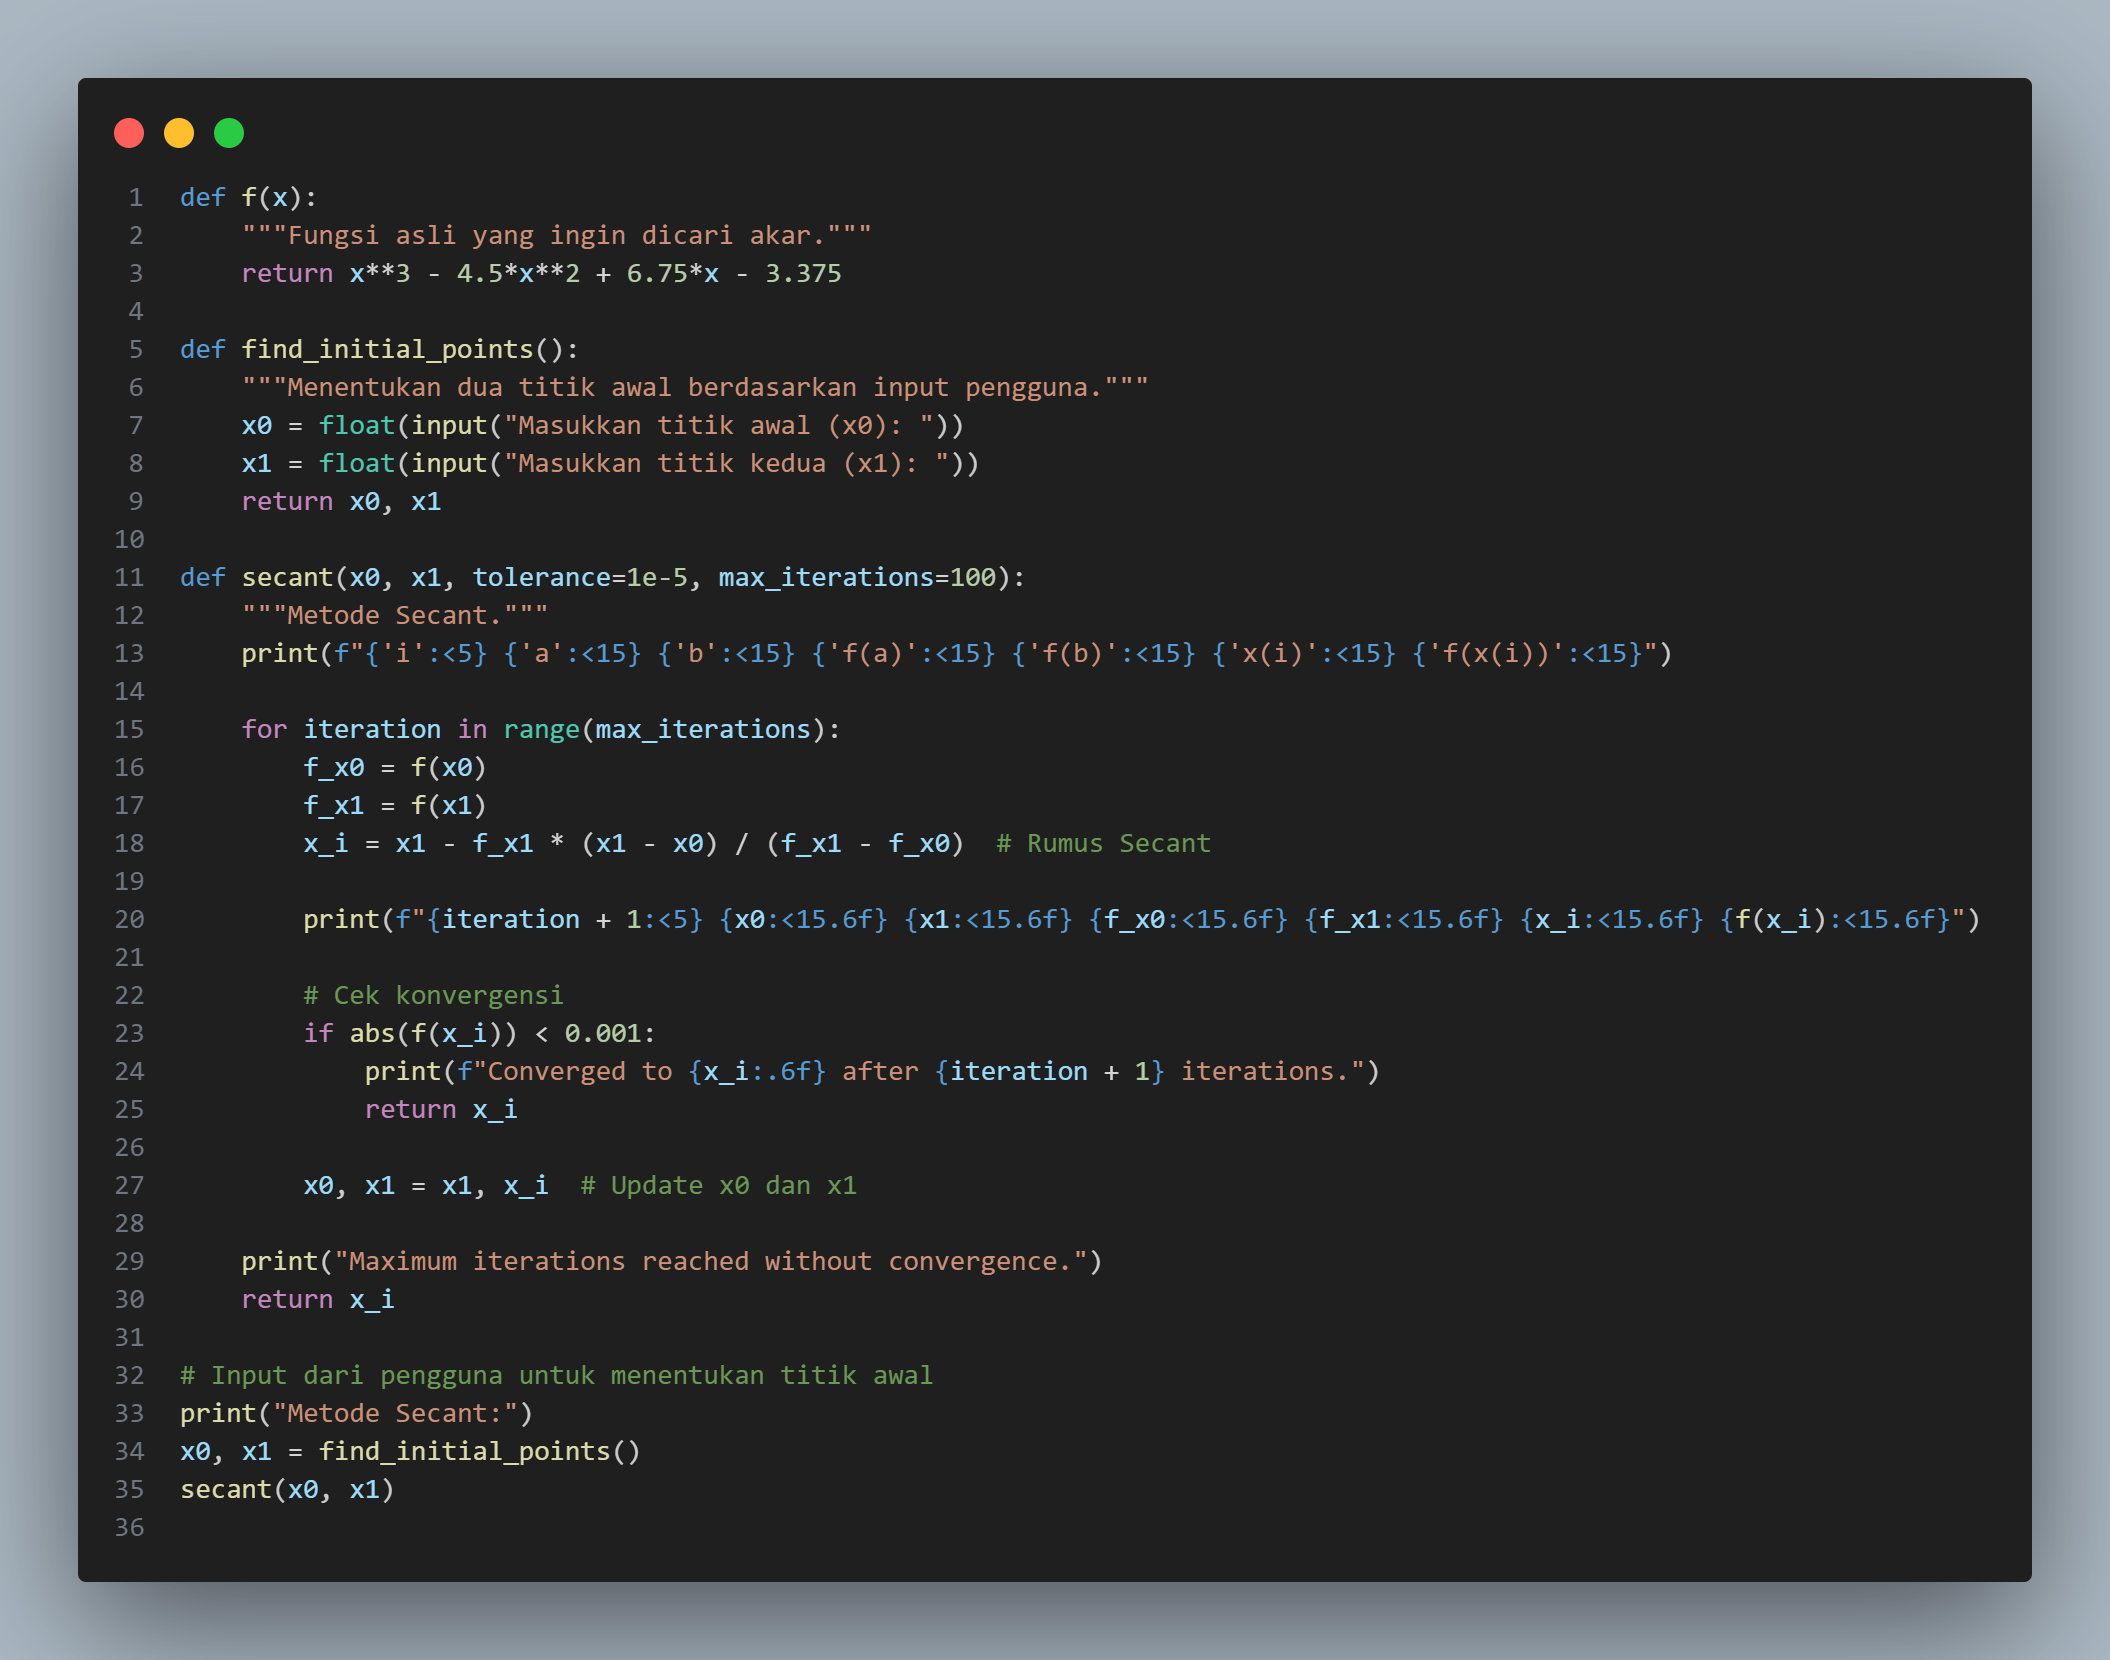 1 def f(x):
2     """Fungsi asli yang ingin dicari akar."""
3     return x**3 - 4.5*x**2 + 6.75*x - 3.375
4
5 def find_initial_points():
6     """Menentukan dua titik awal berdasarkan input pengguna."""
7     x0 = float(input("Masukkan titik awal (x0): "))
8     x1 = float(input("Masukkan titik kedua (x1): "))
9     return x0, x1
10
11 def secant(x0, x1, tolerance=1e-5, max_iterations=100):
12     """Metode Secant."""
13     print(f"{'i':<5} {'a':<15} {'b':<15} {'f(a)':<15} {'f(b)':<15} {'x(i)':<15} {'f(x(i))':<15}")
14
15     for iteration in range(max_iterations):
16         f_x0 = f(x0)
17         f_x1 = f(x1)
18         x_i = x1 - f_x1 * (x1 - x0) / (f_x1 - f_x0)  # Rumus Secant
19
20         print(f"{iteration + 1:<5} {x0:<15.6f} {x1:<15.6f} {f_x0:<15.6f} {f_x1:<15.6f} {x_i:<15.6f} {f(x_i):<15.6f}")
21
22         # Cek konvergensi
23         if abs(f(x_i)) < 0.001:
24             print(f"Converged to {x_i:.6f} after {iteration + 1} iterations.")
25             return x_i
26
27         x0, x1 = x1, x_i  # Update x0 dan x1
28
29     print("Maximum iterations reached without convergence.")
30     return x_i
31
32 # Input dari pengguna untuk menentukan titik awal
33 print("Metode Secant:")
34 x0, x1 = find_initial_points()
35 secant(x0, x1)
36